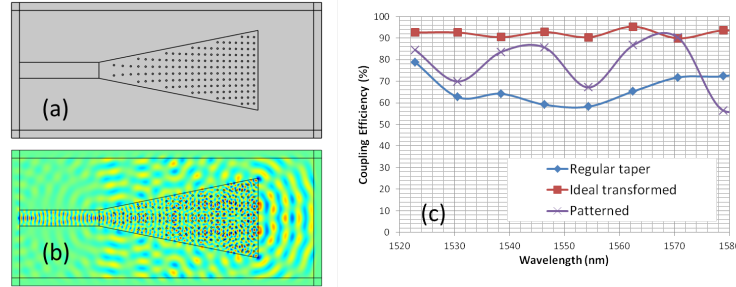 (a)
(b)
100
90
80
70
60
50
40
30
20
10
0
Coupling Efficiency (%)
Regular taper
Ideal transformed
Patterned
(c)
1520 1530 1540 1550 1560 1570 1580
Wavelength (nm)